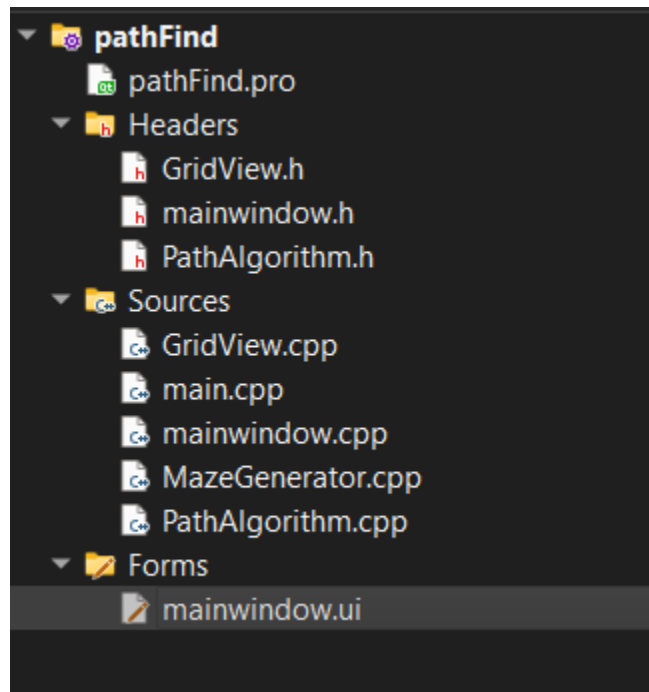 pathFind
pathFind.pro
Headers
GridView.h
mainwindow.h
PathAlgorithm.h
Sources
GridView.cpp
main.cpp
mainwindow.cpp
MazeGenerator.cpp
PathAlgorithm.cpp
Forms
mainwindow.ui